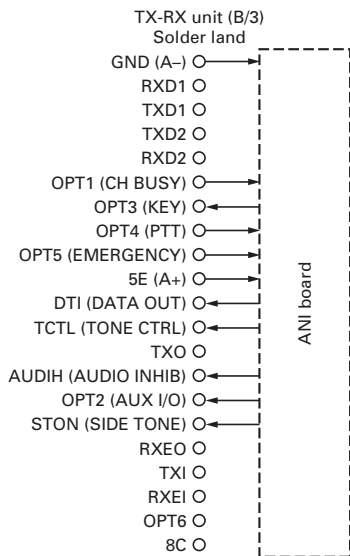 TX-RX unit (B/3)
Solder land
GND (A–)
RXD1
TXD1
TXD2
RXD2
OPT1 (CH BUSY)
OPT3 (KEY)
OPT4 (PTT)
OPT5 (EMERGENCY)
5E (A+)
DTI (DATA OUT)
TCTL (TONE CTRL)
TXO
AUDIH (AUDIO INHIB)
OPT2 (AUX I/O)
STON (SIDE TONE)
RXEO
TXI
RXEI
OPT6
8C
ANI board